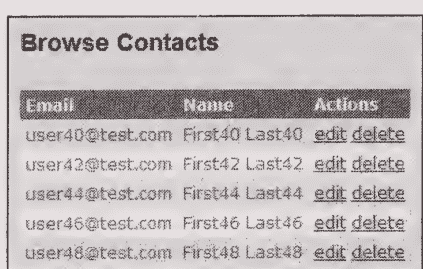 Browse Contacts
Email Name Actions
user40@test.com First40 Last40 edit delete
user42@test.com First42 Last42 edit delete
user44@test.com First44 Last44 edit delete
user46@test.com First46 Last46 edit delete
user48@test.com First48 Last48 edit delete